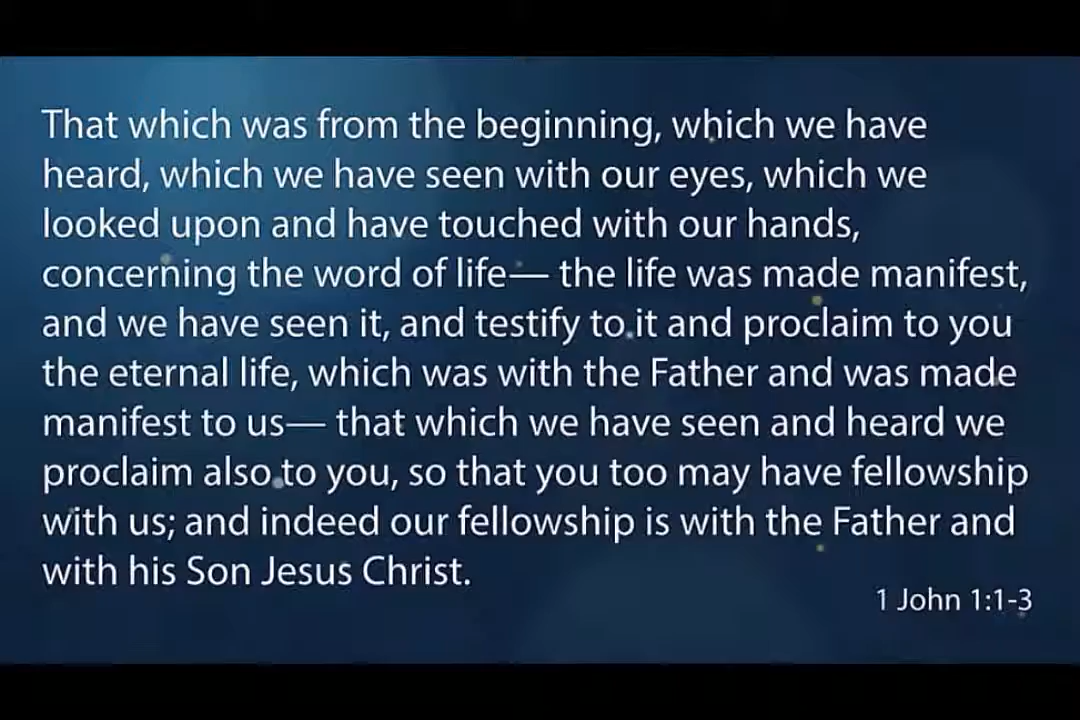 That which was from the beginning, which we have
heard, which we have seen with our eyes, which we
looked upon and have touched with our hands,
concerning the word of life— the life was made manifest,
and we have seen it, and testify to it and proclaim to you
the eternal life, which was with the Father and was made
manifest to us— that which we have seen and heard we
proclaim also to you, so that you too may have fellowship
with us; and indeed our fellowship is with the Father and
with his Son Jesus Christ.
1 John 1:1-3